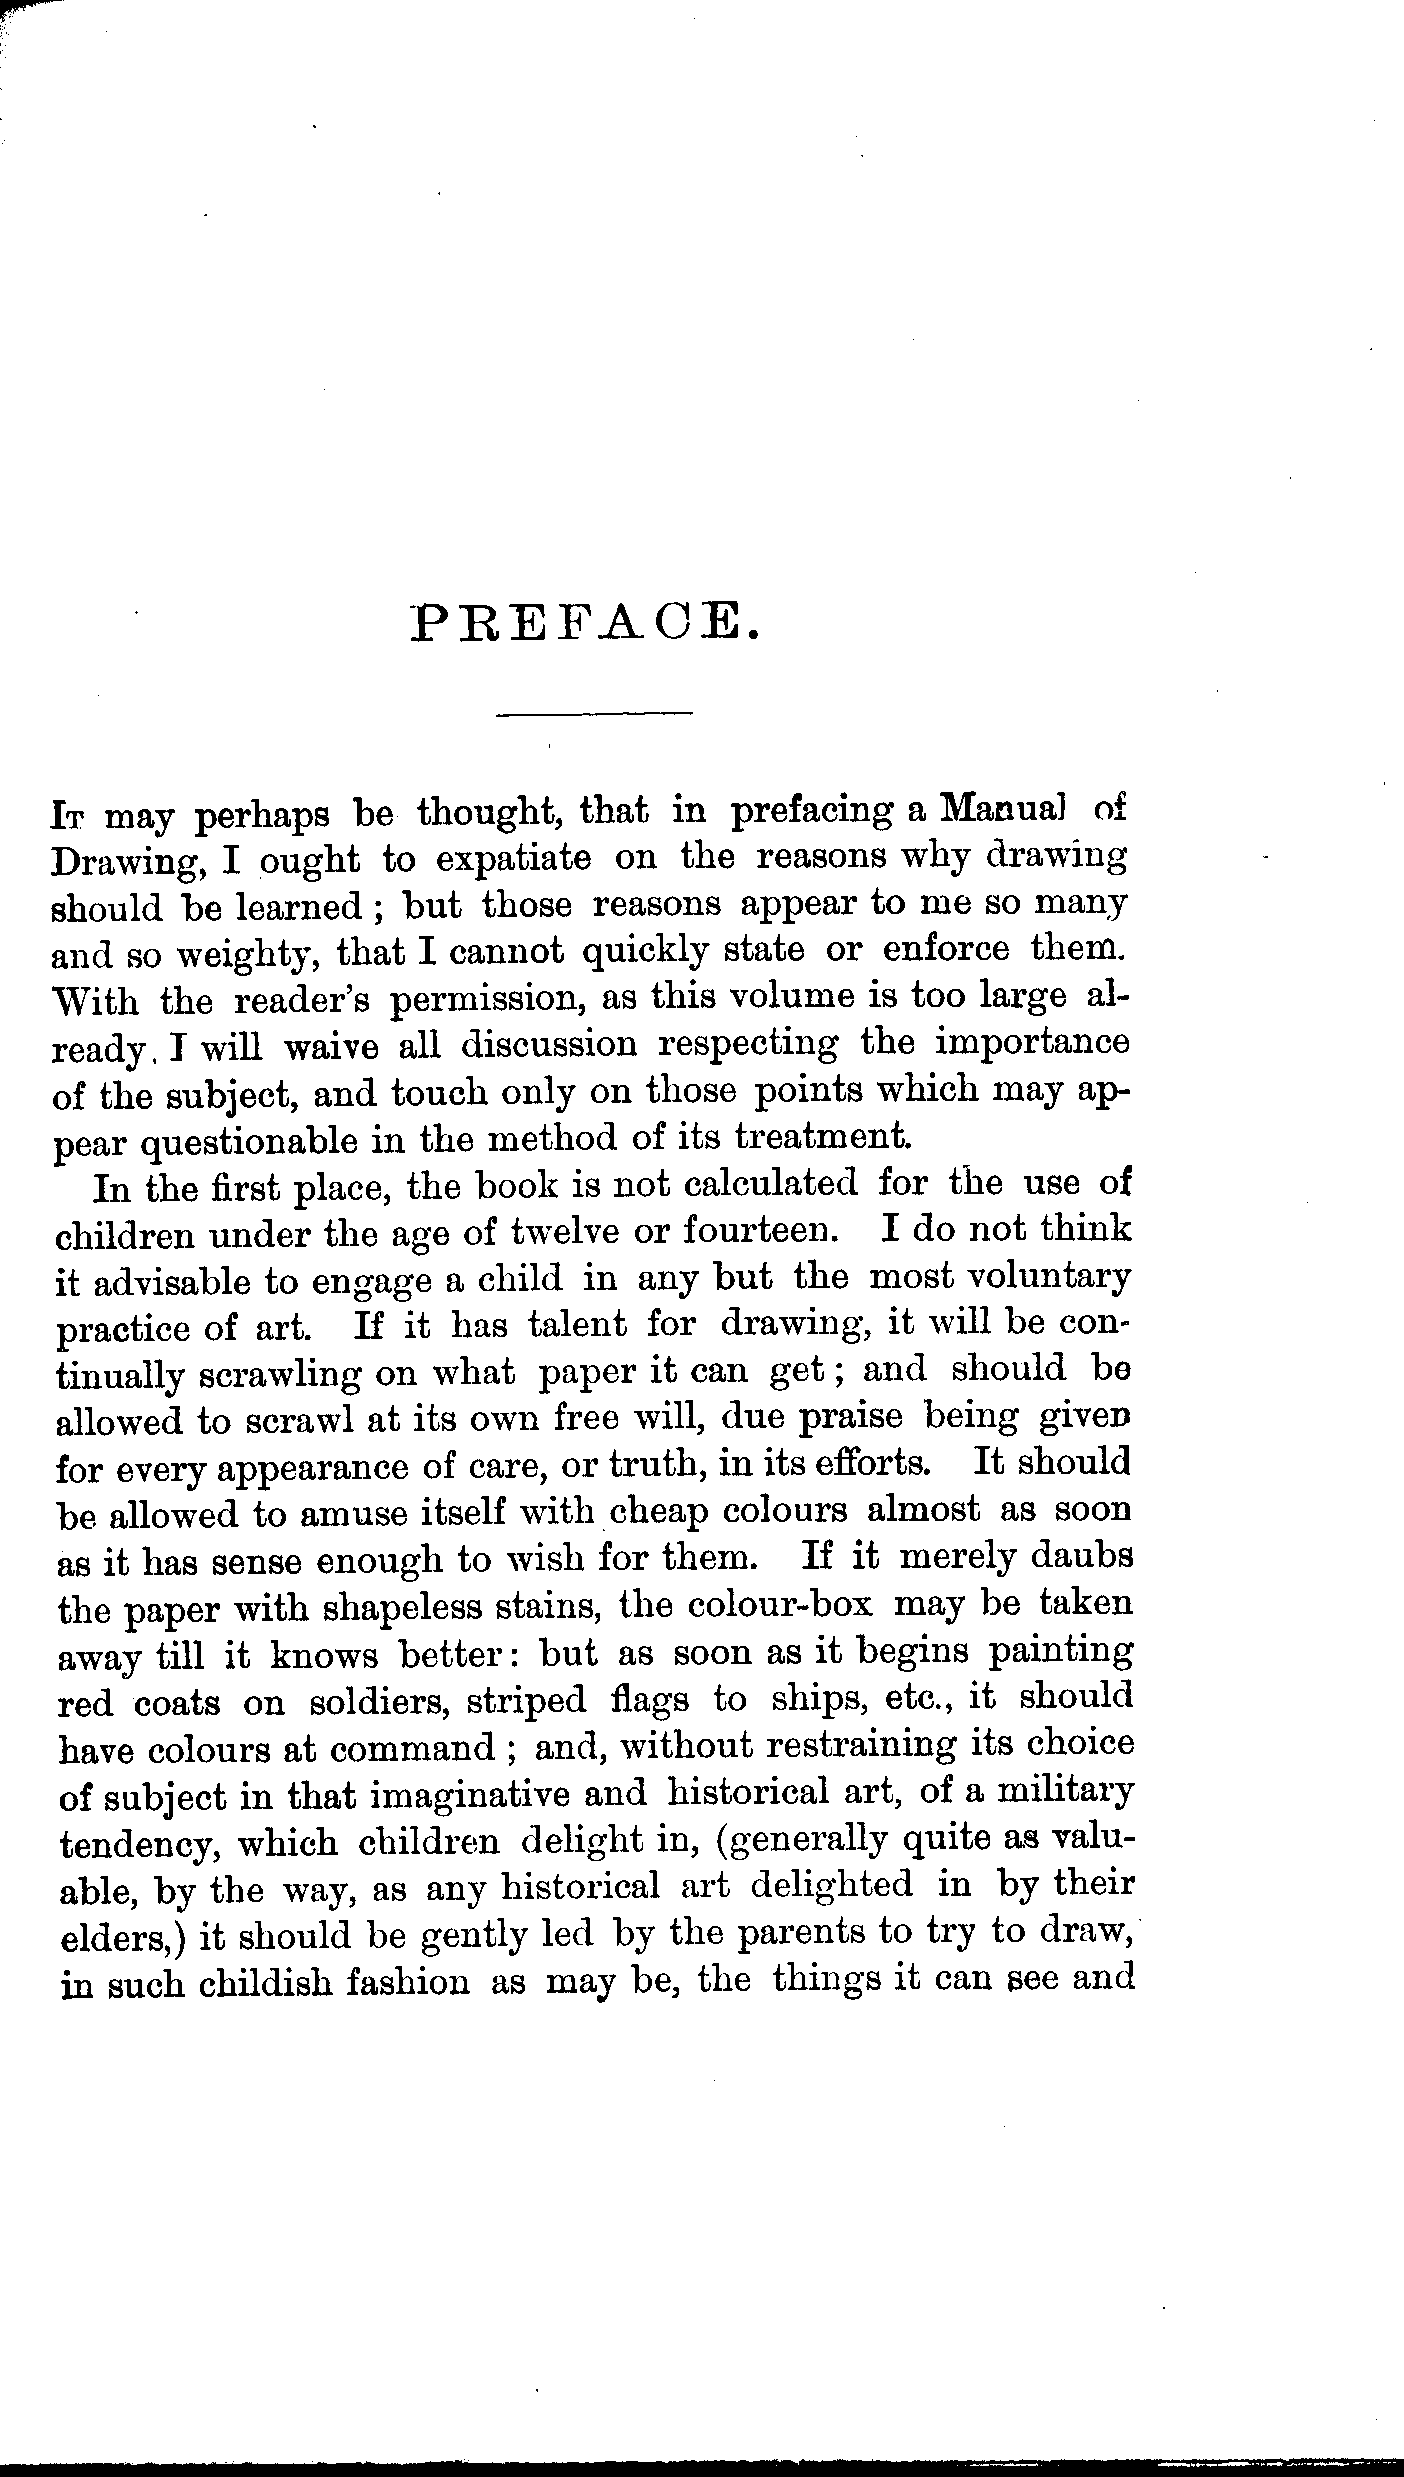 PREFACE.
It may perhaps be thought, that in prefacing a Manual of
Drawing, I ought to expatiate on the reasons why drawing
should be learned ; but those reasons appear to me so many
and so weighty, that I cannot quickly state or enforce them.
With the reader's permission, as this volume is too large al-
ready, I will waive all discussion respecting the importance
of the subject, and touch only on those points which may ap-
pear questionable in the method of its treatment.
In the first place, the book is not calculated for the use of
children under the age of twelve or fourteen. I do not think
it advisable to engage a child in any but the most voluntary
practice of art. If it has talent for drawing, it will be con-
tinually scrawling on what paper it can get ; and should be
allowed to scrawl at its own free will, due praise being given
for every appearance of care, or truth, in its efforts. It should
be allowed to amuse itself with cheap colours almost as soon
as it has sense enough to wish for them. If it merely daubs
the paper with shapeless stains, the colour-box may be taken
away till it knows better: but as soon as it begins painting
red coats on soldiers, striped flags to ships, etc., it should
have colours at command ; and, without restraining its choice
of subject in that imaginative and historical art, of a military
tendency, which children delight in, (generally quite as valu-
able, by the way, as any historical art delighted in by their
elders,) it should be gently led by the parents to try to draw,
in such childish fashion as may be, the things it can see and